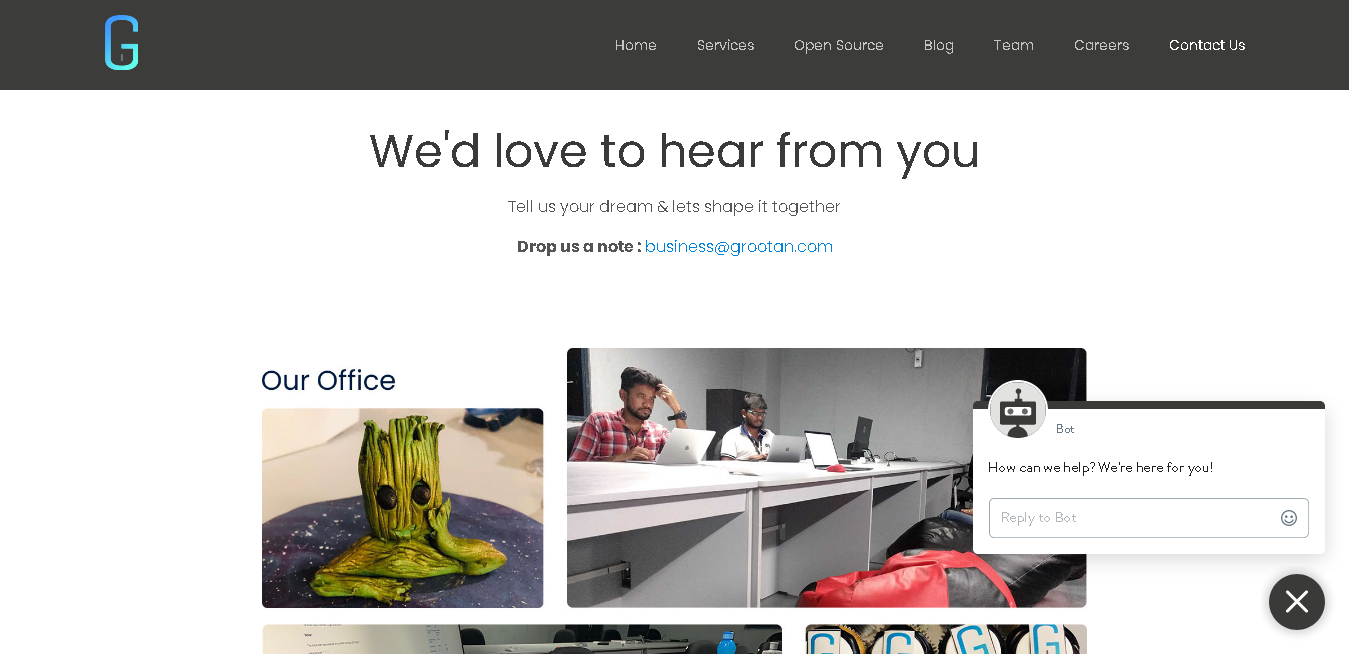 Home Services Open Source Blog Team Careers Contact Us
We'd love to hear from you
Tell us your dream & lets shape it together
Drop us a note : business@grootan.com
Our Office
Bot
How can we help? We're here for you!
Reply to Bot